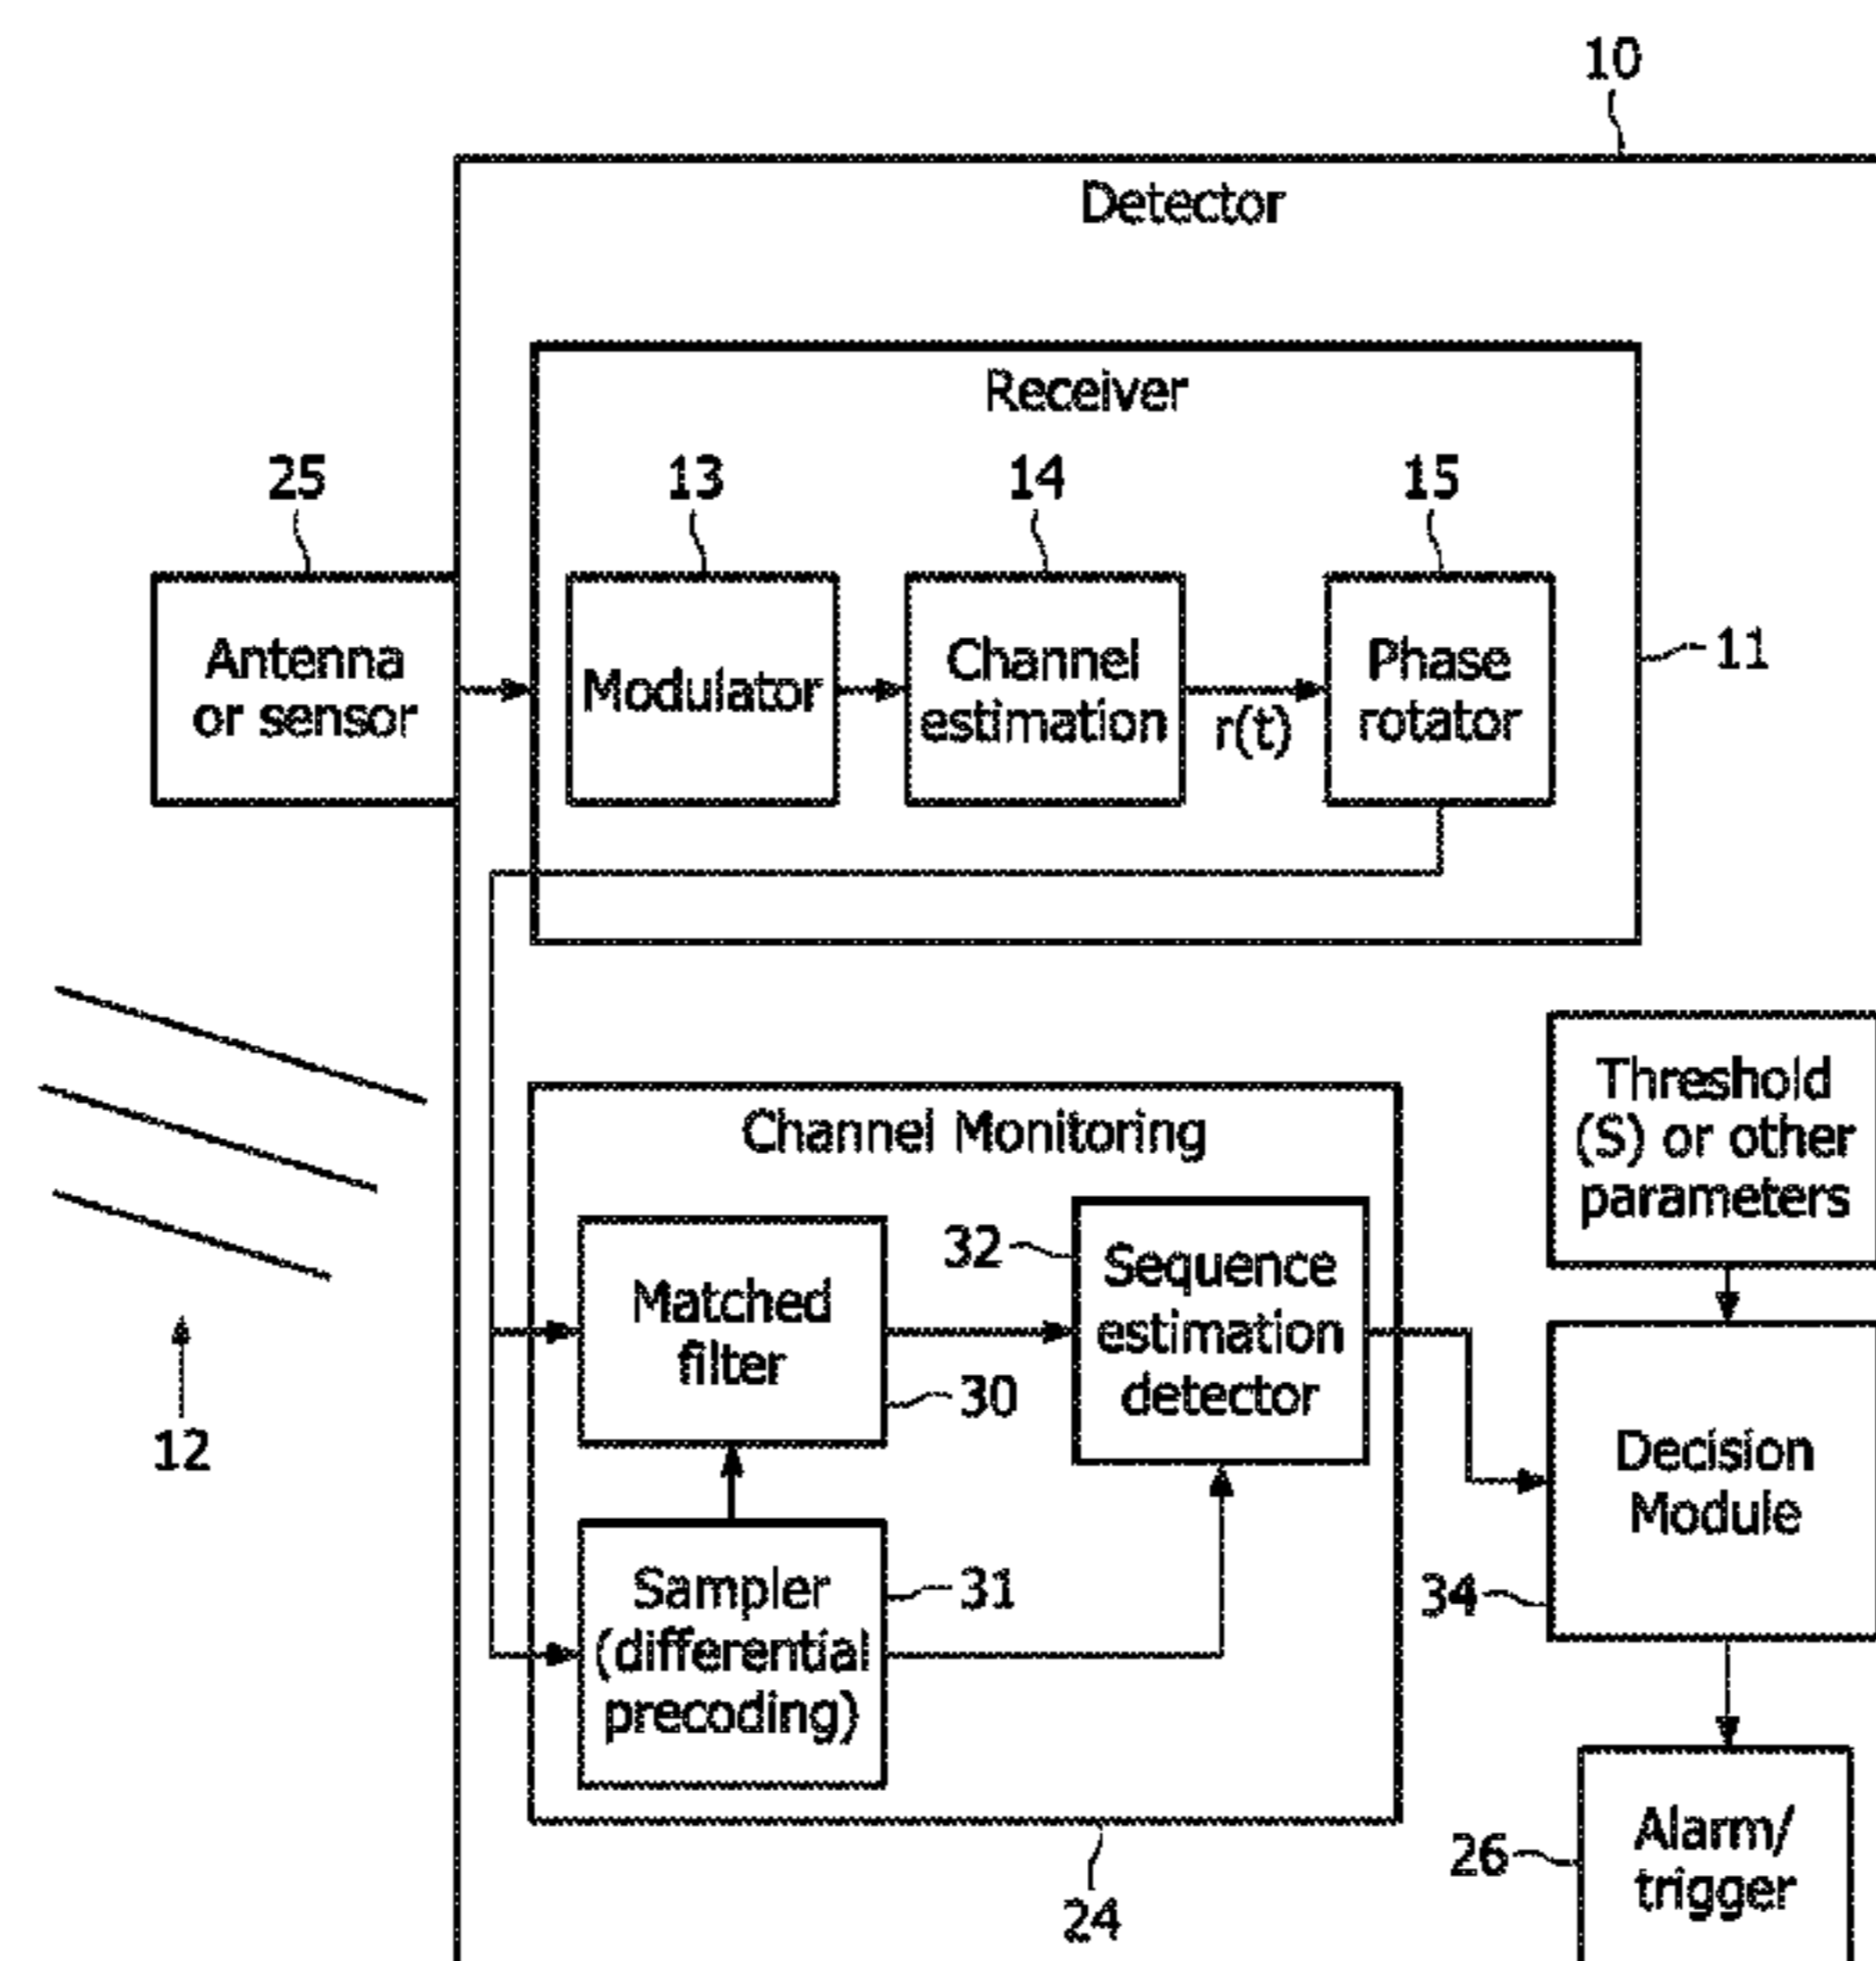 10
Detector
Receiver
25
13
14
15
Antenna
or sensor
Modulator
Channel
estimation
r(t)
Phase
rotator
11
Channel Monitoring
Threshold
(S) or other
parameters
32
Matched
filter
Sequence
estimation
detector
30
12
Decision
Module
Sampler
(differential
precoding)
31
34
26
Alarm/
trigger
24